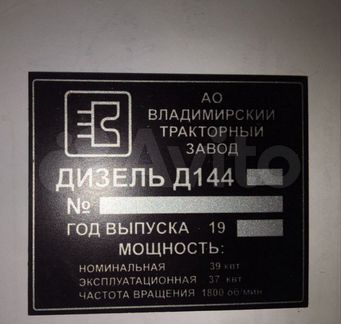 АО
ВЛАДИМИРСКИЙ
ТРАКТОРНЫЙ
ЗАВОД
ДИЗЕЛЬ Д144
№
ГОД ВЫПУСКА 19
МОЩНОСТЬ:
НОМИНАЛЬНАЯ 39 квт
ЭКСПЛУАТАЦИОННАЯ 37 квт
ЧАСТОТА ВРАЩЕНИЯ 1800 об/мин
Avito